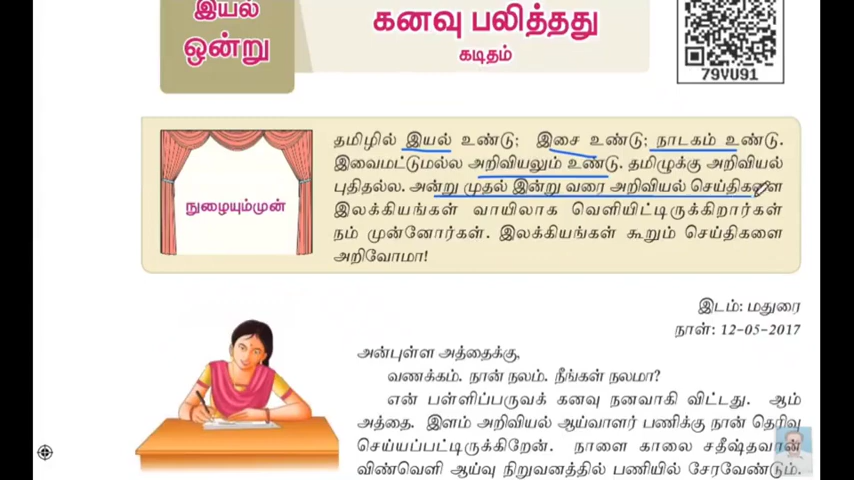 இயல்
ஒன்று
கனவு பலித்தது
கடிதம்
79VU91
நுழையும்முன்
தமிழில் இயல் உண்டு; இசை உண்டு; நாடகம் உண்டு.
இவைமட்டுமல்ல அறிவியலும் உண்டு. தமிழுக்கு அறிவியல்
புதிதல்ல. அன்று முதல் இன்று வரை அறிவியல் செய்திகளை
இலக்கியங்கள் வாயிலாக வெளியிட்டிருக்கிறார்கள்
நம் முன்னோர்கள். இலக்கியங்கள் கூறும் செய்திகளை
அறிவோமா!
இடம்: மதுரை
நாள்: 12-05-2017
அன்புள்ள அத்தைக்கு,
வணக்கம். நான் நலம். நீங்கள் நலமா?
என் பள்ளிப்பருவக் கனவு நனவாகி விட்டது. ஆம்
அத்தை. இளம் அறிவியல் ஆய்வாளர் பணிக்கு நான் தெரிவு
செய்யப்பட்டிருக்கிறேன். நாளை காலை சதீஷ்தவான்
விண்வெளி ஆய்வு நிறுவனத்தில் பணியில் சேரவேண்டும்.